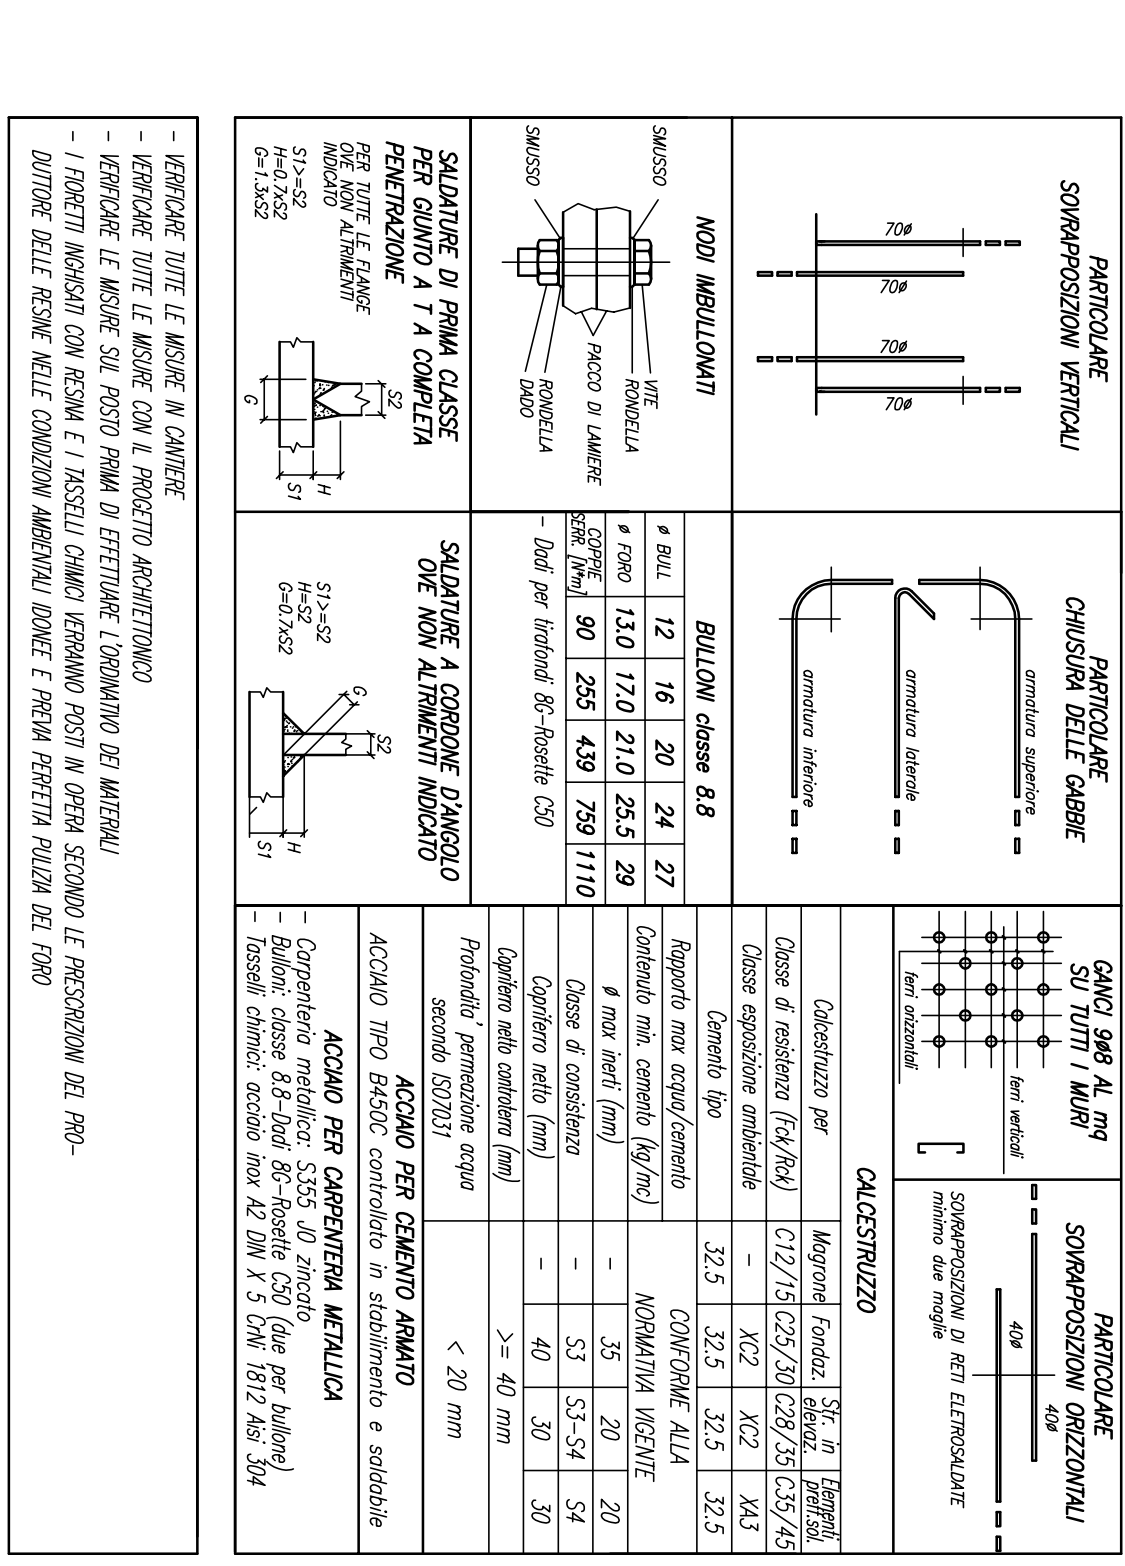 PARTICOLARE
SOVRAPPOSIZIONI VERTICALI
70ø
70ø
70ø
70ø
PARTICOLARE
CHIUSURA DELLE GABBIE
armatura superiore
armatura laterale
armatura inferiore
GANCI 9ø8 AL mq
SU TUTTI I MURI
ferri verticali
ferri orizzontali
PARTICOLARE
SOVRAPPOSIZIONI ORIZZONTALI
40ø
40ø
SOVRAPPOSIZIONI DI RETI ELETROSALDATE
minimo due maglie
NODI IMBULLONATI
SMUSSO
SMUSSO
VITE
RONDELLA
PACCO DI LAMIERE
RONDELLA
DADO
BULLONI classe 8.8
ø BULL 12 16 20 24 27
ø FORO 13.0 17.0 21.0 25.5 29
COPPIE
SERR. [N*m] 90 255 439 759 1110
- Dadi per tirafondi 8G-Rosette C50
SALDATURE DI PRIMA CLASSE
PER GIUNTO A T A COMPLETA
PENETRAZIONE
PER TUTTE LE FLANGE
OVE NON ALTRIMENTI
INDICATO
S1>=S2
H=0.7xS2
G=1.3xS2
S2
H
S1
G
SALDATURE A CORDONE D'ANGOLO
OVE NON ALTRIMENTI INDICATO
S1>=S2
H=S2
G=0.7xS2
G
S2
H
S1
CALCESTRUZZO
Calcestruzzo per Magrone Fondaz. Str. in elevaz. Elementi preff.sol.
Classe di resistenza (Fck/Rck) C12/15 C25/30 C28/35 C35/45
Classe esposizione ambientale - XC2 XC2 XA3
Cemento tipo 32.5 32.5 32.5 32.5
Rapporto max acqua/cemento CONFORME ALLA
Contenuto min. cemento (kg/mc) NORMATIVA VIGENTE
ø max inerti (mm) - 35 20 20
Classe di consistenza - S3 S3-S4 S4
Copriferro netto (mm) - 40 30 30
Copriferro netto controterra (mm) >= 40 mm
Profondita' permeazione acqua
secondo ISO7031 < 20 mm
ACCIAIO PER CEMENTO ARMATO
ACCIAIO TIPO B450C controllato in stabilimento e saldabile
ACCIAIO PER CARPENTERIA METALLICA
- Carpenteria metallica: S355 J0 zincato
- Bulloni: classe 8.8-Dadi 8G-Rosette C50 (due per bullone)
- Tasselli chimici: acciaio inox A2 DIN X 5 CrNi 1812 Aisi 304
- VERIFICARE TUTTE LE MISURE IN CANTIERE
- VERIFICARE TUTTE LE MISURE CON IL PROGETTO ARCHITETTONICO
- VERIFICARE LE MISURE SUL POSTO PRIMA DI EFFETTUARE L'ORDINATIVO DEI MATERIALI
- I FIORETTI INGHISATI CON RESINA E I TASSELLI CHIMICI VERRANNO POSTI IN OPERA SECONDO LE PRESCRIZIONI DEL PRO-
DUTTORE DELLE RESINE NELLE CONDIZIONI AMBIENTALI IDONEE E PREVIA PERFETTA PULIZIA DEL FORO